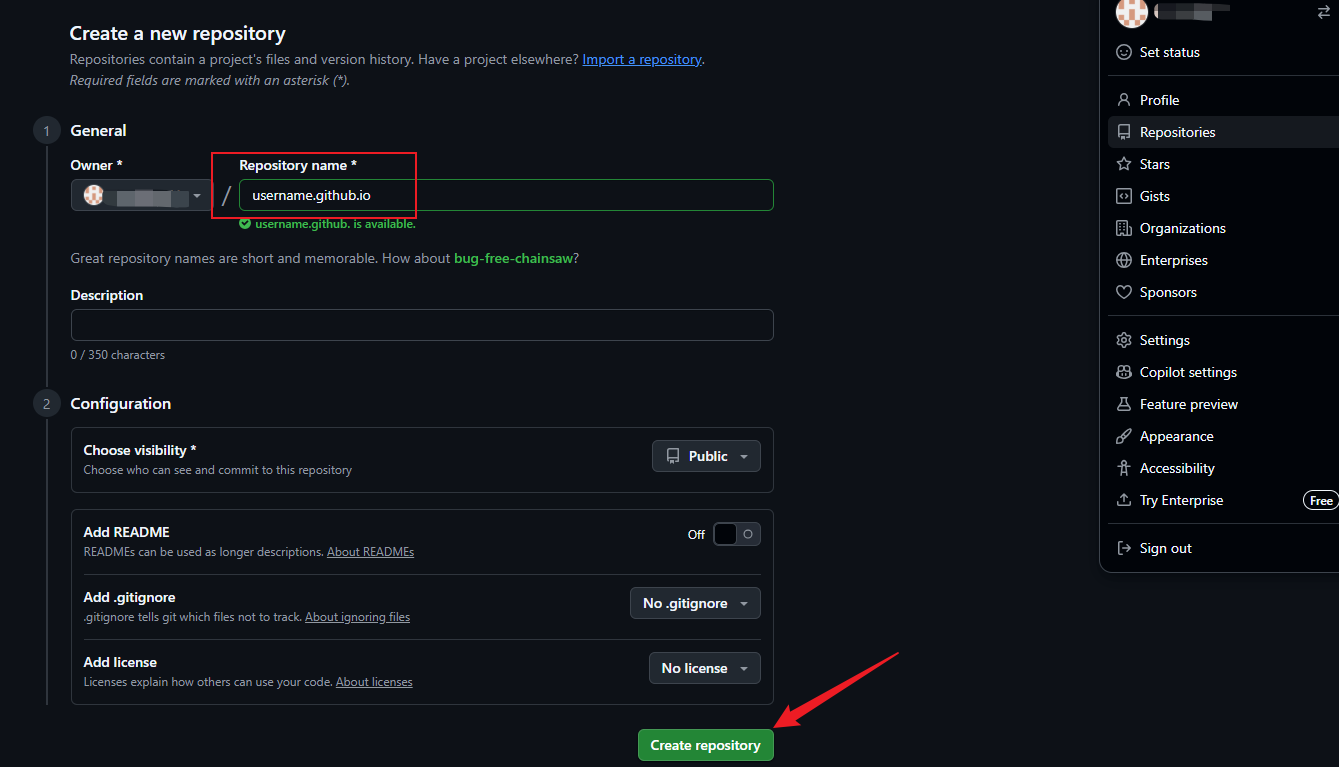 Create a new repository
Repositories contain a project's files and version history. Have a project elsewhere? Import a repository.
Required fields are marked with an asterisk (*).
1 General
Owner * Repository name *
/ username.github.io
username.github. is available.
Great repository names are short and memorable. How about bug-free-chainsaw?
Description
0 / 350 characters
2 Configuration
Choose visibility *
Choose who can see and commit to this repository
Public
Add README
READMEs can be used as longer descriptions. About READMEs
Off
Add .gitignore
.gitignore tells git which files not to track. About ignoring files
No .gitignore
Add license
Licenses explain how others can use your code. About licenses
No license
Create repository
Set status
Profile
Repositories
Stars
Gists
Organizations
Enterprises
Sponsors
Settings
Copilot settings
Feature preview
Appearance
Accessibility
Try Enterprise Free
Sign out